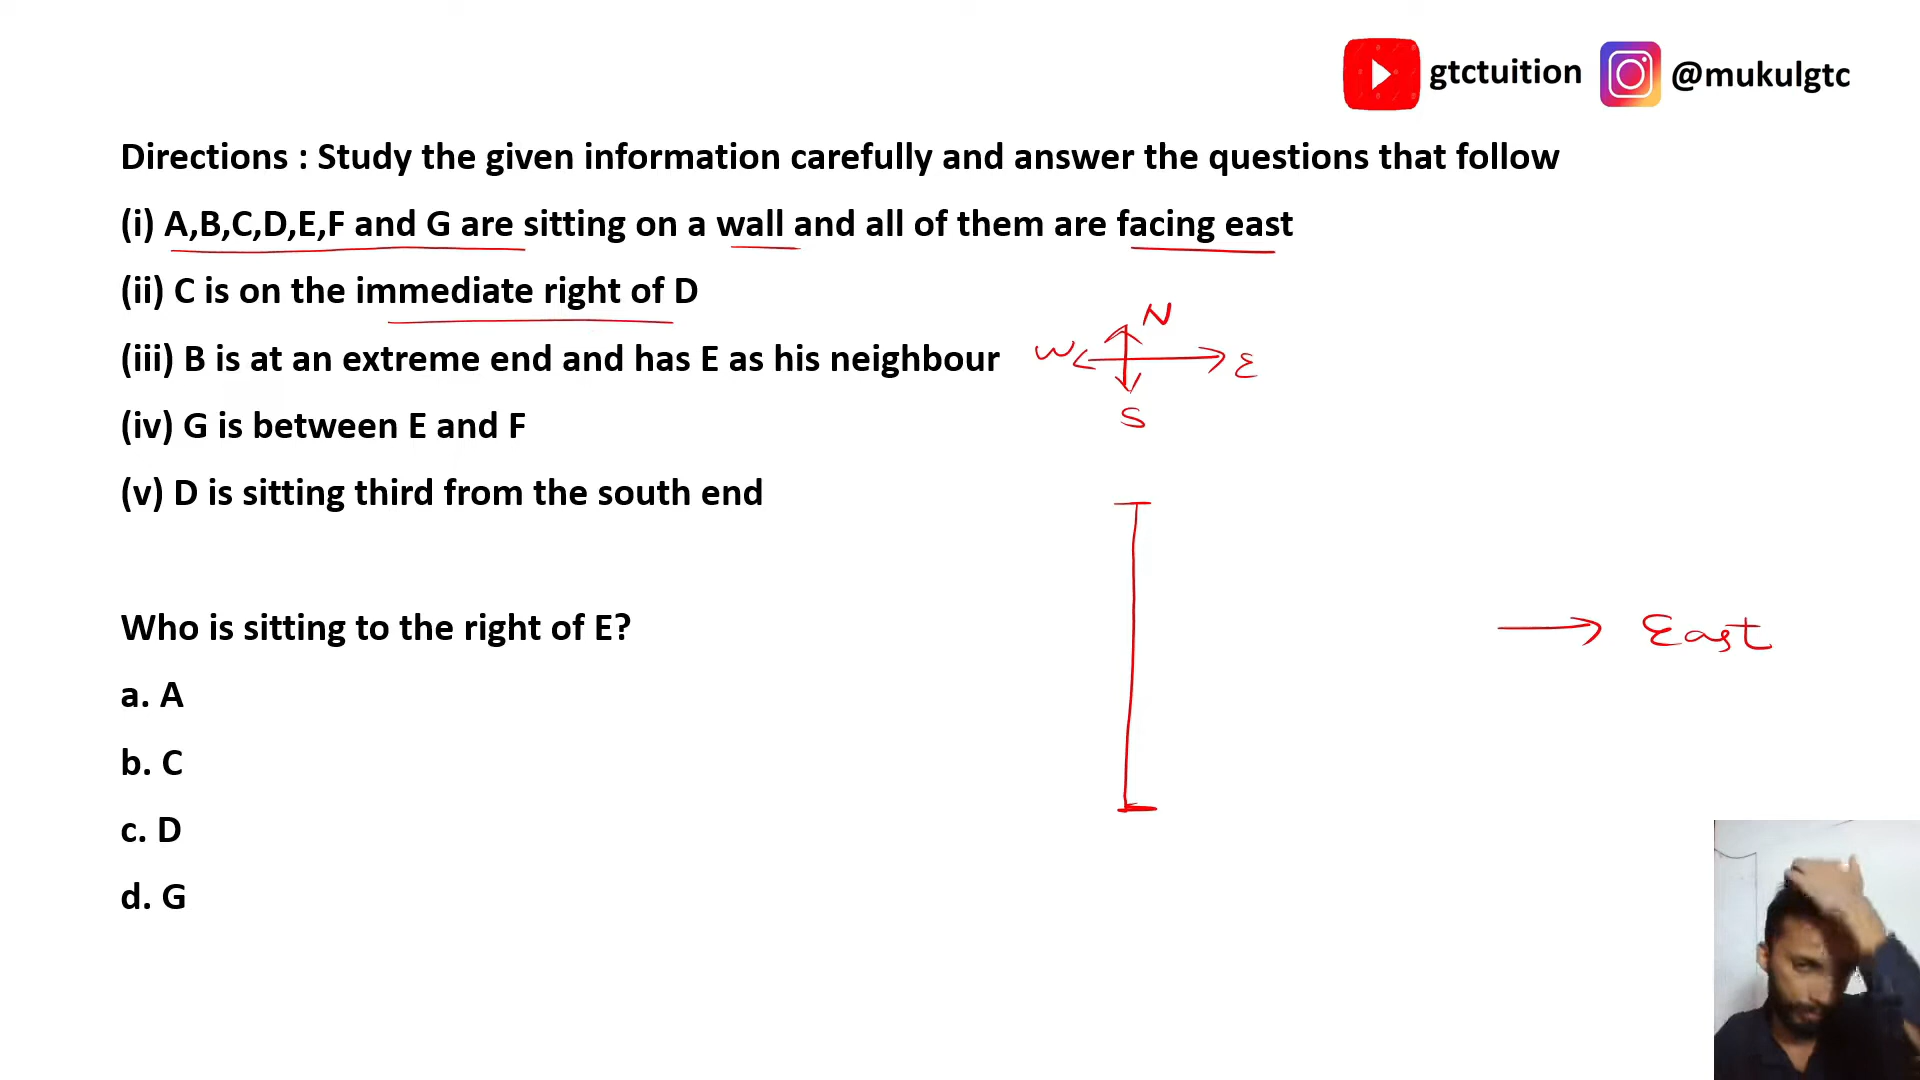 gtctuition @mukulgtc
Directions : Study the given information carefully and answer the questions that follow
(i) A,B,C,D,E,F and G are sitting on a wall and all of them are facing east
(ii) C is on the immediate right of D
(iii) B is at an extreme end and has E as his neighbour
(iv) G is between E and F
(v) D is sitting third from the south end
N
W E
S
Who is sitting to the right of E?
East
a. A
b. C
c. D
d. G